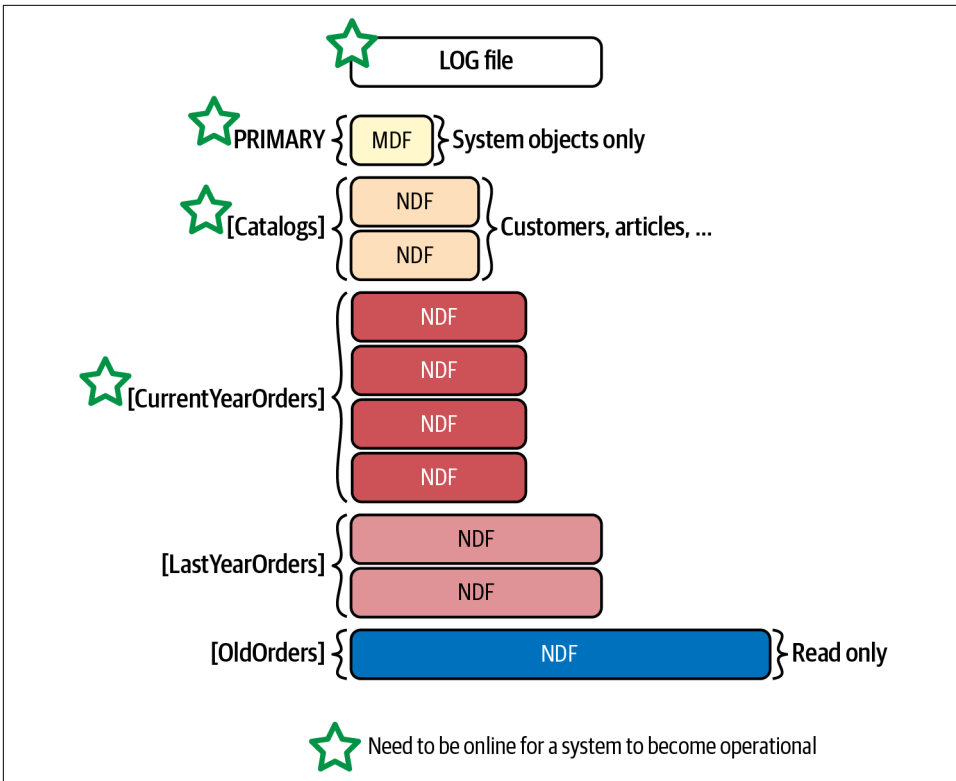 LOG file
PRIMARY MDF System objects only
NDF
[Catalogs] Customers, articles, ...
NDF
NDF
NDF
[CurrentYearOrders]
NDF
NDF
NDF
[LastYearOrders]
NDF
[OldOrders] NDF Read only
Need to be online for a system to become operational